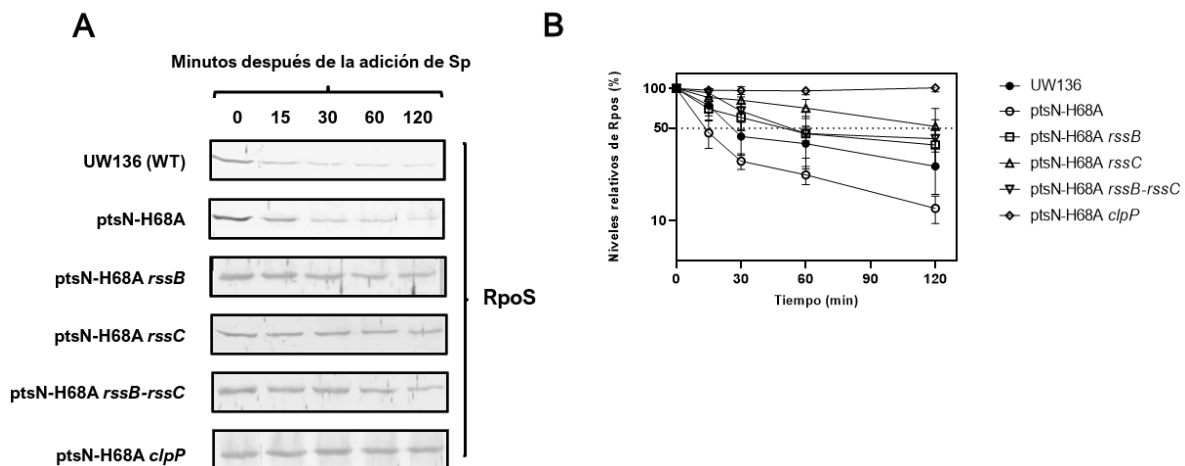 A
Minutos después de la adición de Sp
0 15 30 60 120
UW136 (WT)
ptsN-H68A
ptsN-H68A rssB
ptsN-H68A rssC
ptsN-H68A rssB-rssC
ptsN-H68A clpP
RpoS
B
Niveles relativos de Rpos (%)
100
50
10
0 30 60 90 120
Tiempo (min)
UW136
ptsN-H68A
ptsN-H68A rssB
ptsN-H68A rssC
ptsN-H68A rssB-rssC
ptsN-H68A clpP